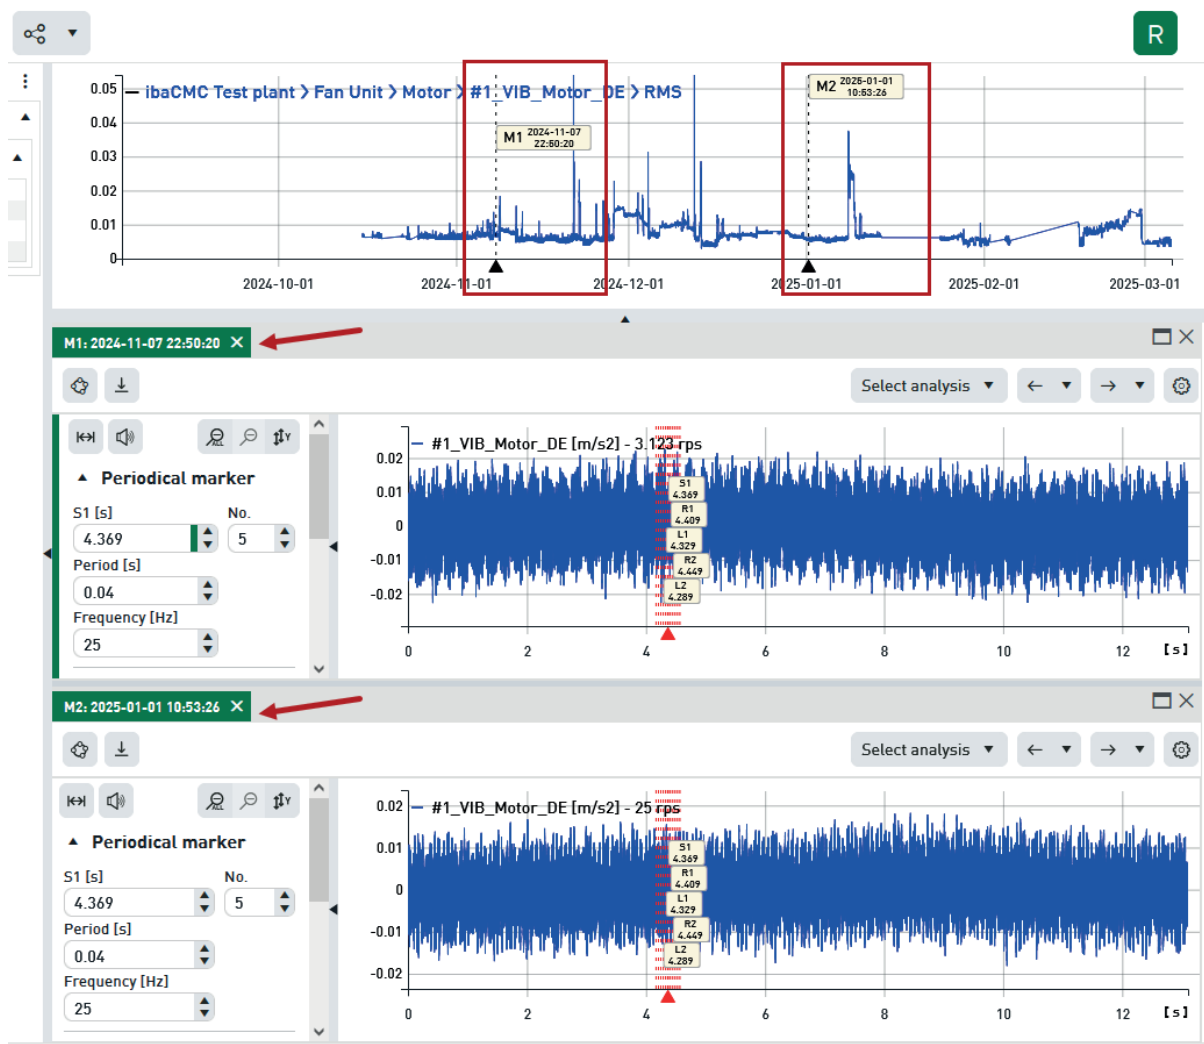 R
0.05
ibaCMC Test plant > Fan Unit > Motor > #1_VIB_Motor_DE > RMS
M2 2025-01-01 10:53:26
0.04
M1 2024-11-07 22:50:20
0.03
0.02
0.01
0
2024-10-01 2024-11-01 2024-12-01 2025-01-01 2025-02-01 2025-03-01
M1: 2024-11-07 22:50:20
Select analysis
ALL Y
Periodical marker
S1 [s] No.
4.369 5
Period [s]
0.04
Frequency [Hz]
25
#1_VIB_Motor_DE [m/s2] - 3.123 rps
0.02
0.01
0
-0.01
-0.02
S1
4.369
R1
4.409
L1
4.329
R2
4.449
L2
4.289
0 2 4 6 8 10 12 [s]
M2: 2025-01-01 10:53:26
Select analysis
ALL Y
Periodical marker
S1 [s] No.
4.369 5
Period [s]
0.04
Frequency [Hz]
25
0.02
#1_VIB_Motor_DE [m/s2] - 25 rps
0.01
0
-0.01
-0.02
S1
4.369
R1
4.409
L1
4.329
R2
4.449
L2
4.289
0 2 4 6 8 10 12 [s]